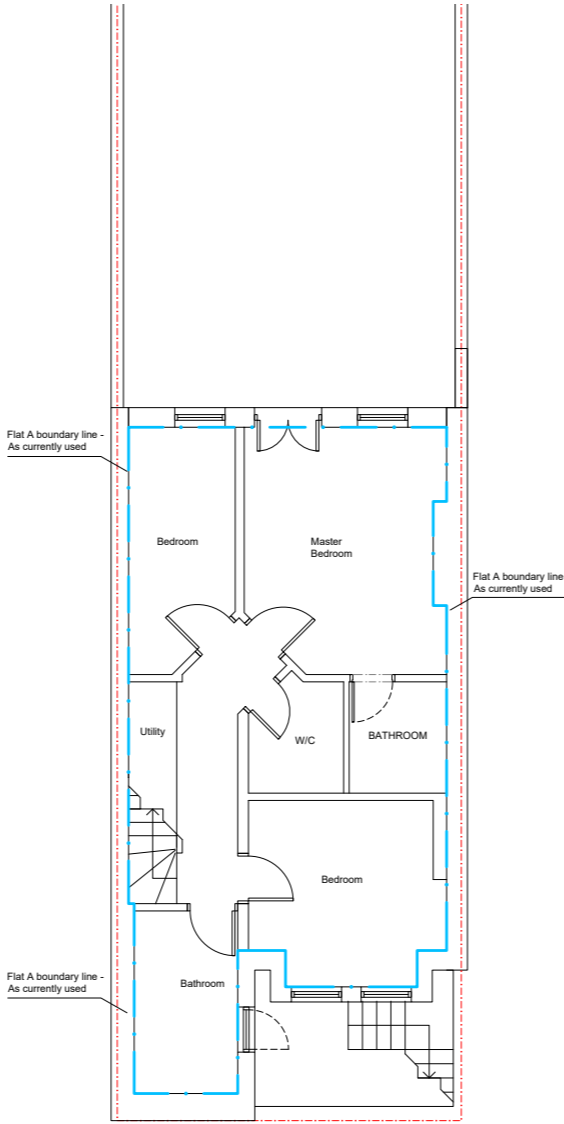 Flat A boundary line -
As currently used
Bedroom
Master
Bedroom
Flat A boundary line
As currently used
Utility
W/C
BATHROOM
Bedroom
Flat A boundary line -
As currently used
Bathroom